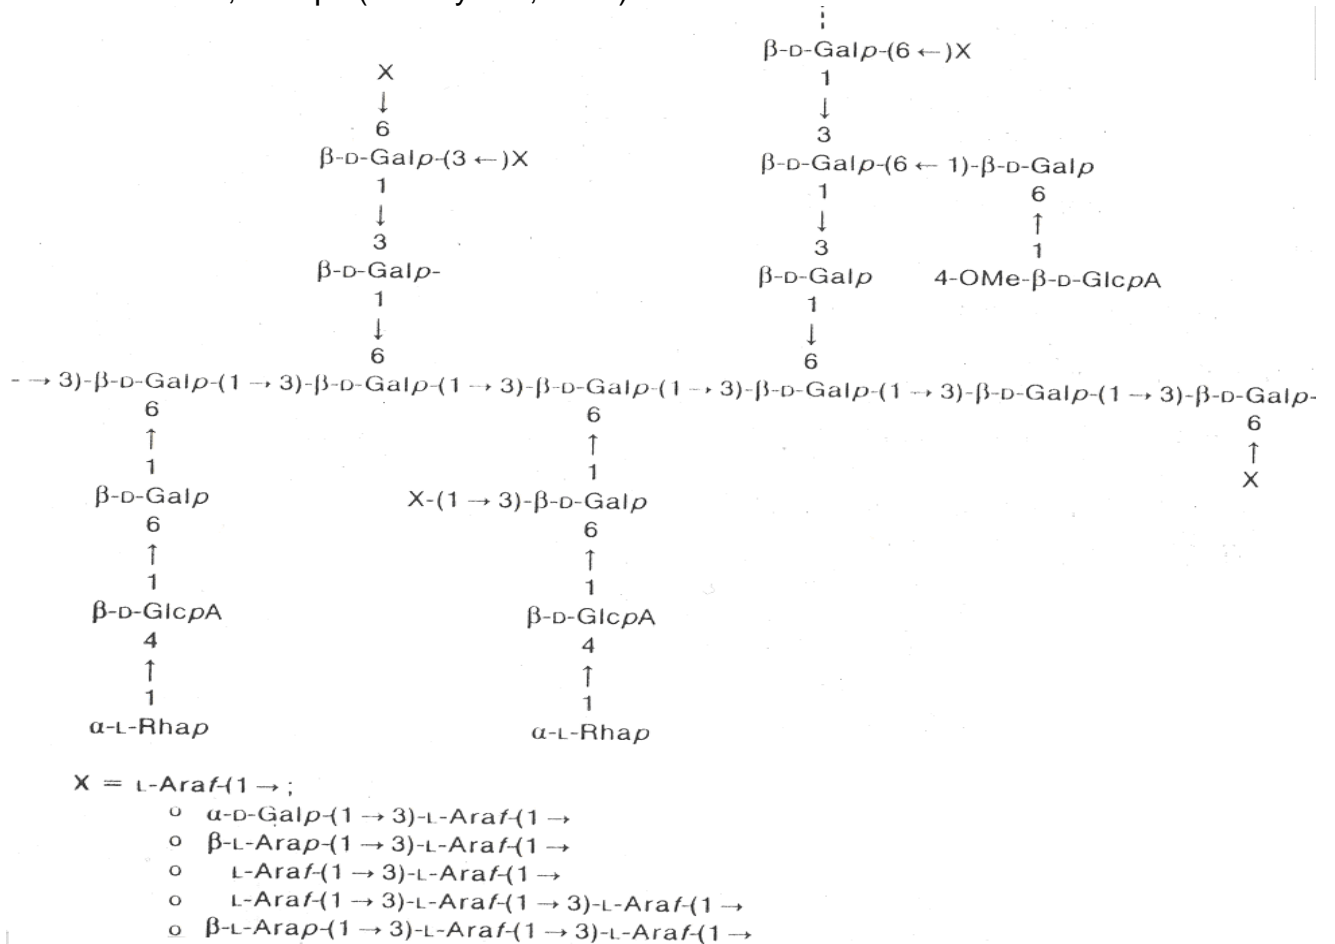 β-D-Galp-(6 ←)X
X
1
↓
↓
6
3
β-D-Galp-(3 ←)X
β-D-Galp-(6 ← 1)-β-D-Galp
1
1
6
↓
↓
↑
3
3
1
β-D-Galp-
β-D-Galp
4-OMe-β-D-GlcpA
1
1
↓
↓
6
6
- → 3)-β-D-Galp-(1 → 3)-β-D-Galp-(1 → 3)-β-D-Galp-(1 → 3)-β-D-Galp-(1 → 3)-β-D-Galp-(1 → 3)-β-D-Galp-
6
6
6
↑
↑
↑
1
1
X
β-D-Galp
X-(1 → 3)-β-D-Galp
6
6
↑
↑
1
1
β-D-GlcpA
β-D-GlcpA
4
4
↑
↑
1
1
α-L-Rhap
α-L-Rhap
X = L-Araf-(1 → ;
o α-D-Galp-(1 → 3)-L-Araf-(1 →
o β-L-Arap-(1 → 3)-L-Araf-(1 →
o L-Araf-(1 → 3)-L-Araf-(1 →
o L-Araf-(1 → 3)-L-Araf-(1 → 3)-L-Araf-(1 →
o β-L-Arap-(1 → 3)-L-Araf-(1 → 3)-L-Araf-(1 →